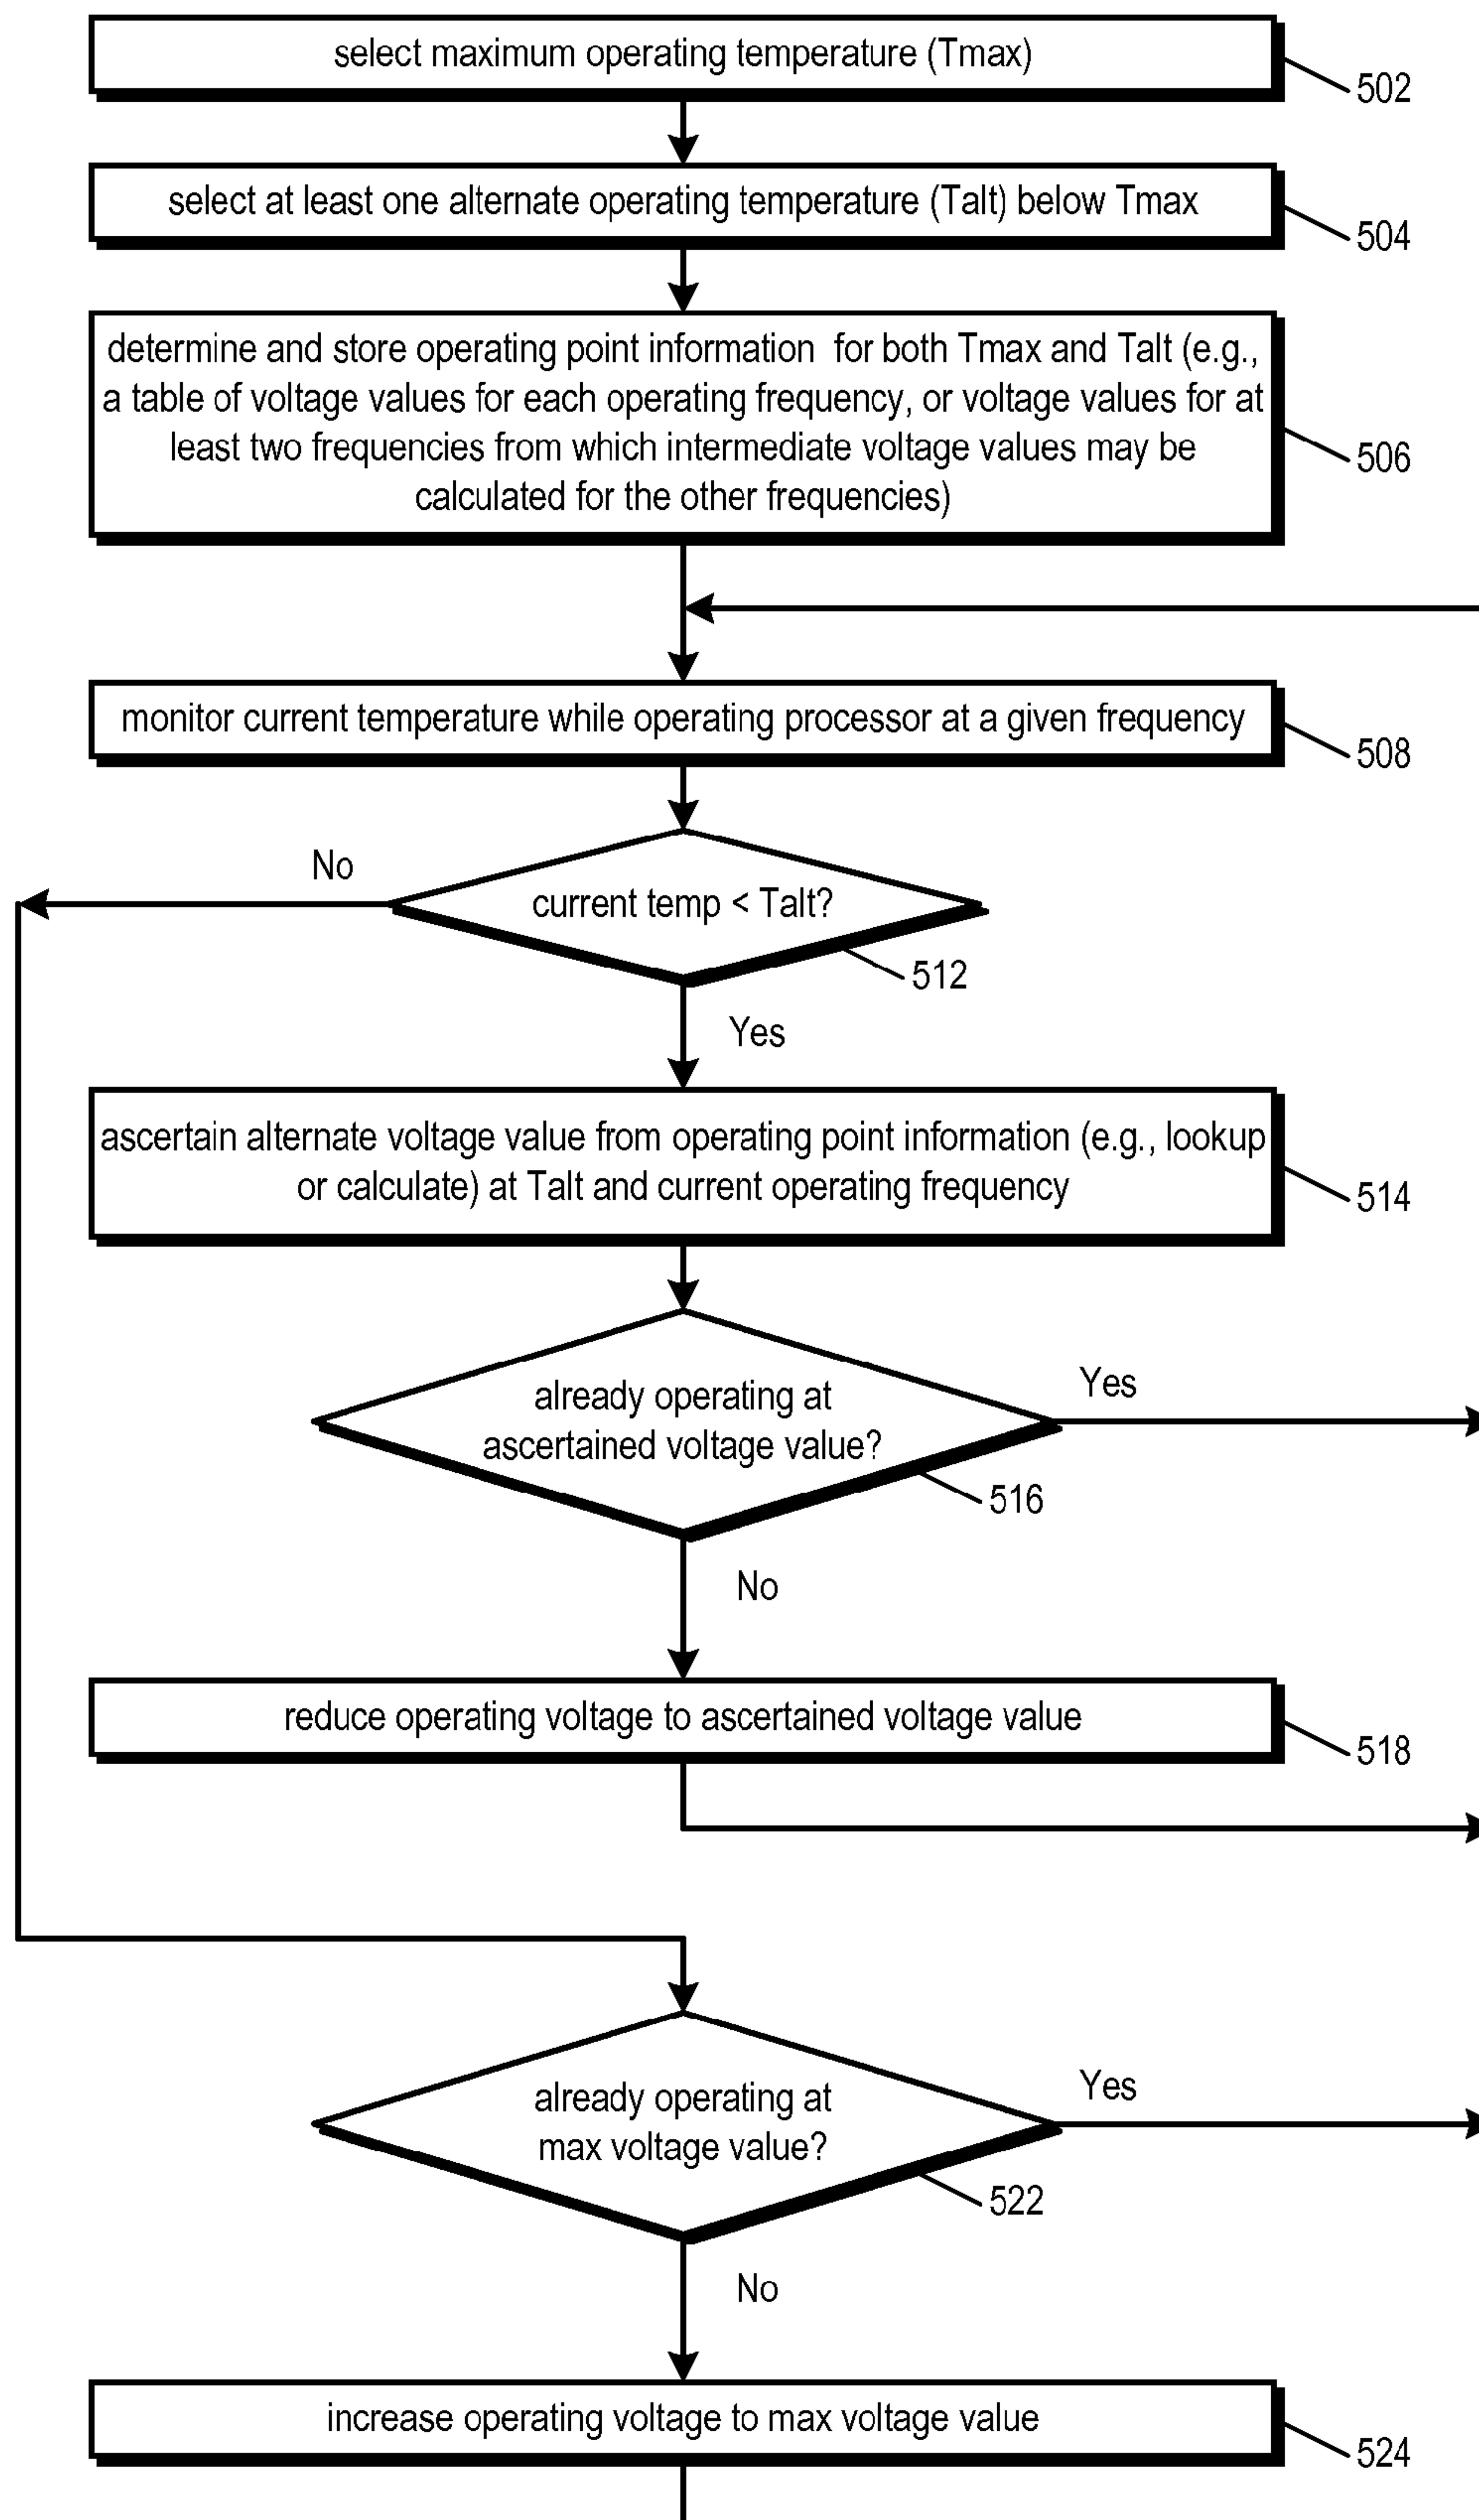 select maximum operating temperature (Tmax)
502
select at least one alternate operating temperature (Talt) below Tmax
504
determine and store operating point information for both Tmax and Talt (e.g.,
a table of voltage values for each operating frequency, or voltage values for at
least two frequencies from which intermediate voltage values may be
calculated for the other frequencies)
506
monitor current temperature while operating processor at a given frequency
508
No
current temp < Talt?
512
Yes
ascertain alternate voltage value from operating point information (e.g., lookup
or calculate) at Talt and current operating frequency
514
already operating at
ascertained voltage value?
Yes
516
No
reduce operating voltage to ascertained voltage value
518
already operating at
max voltage value?
Yes
522
No
increase operating voltage to max voltage value
524